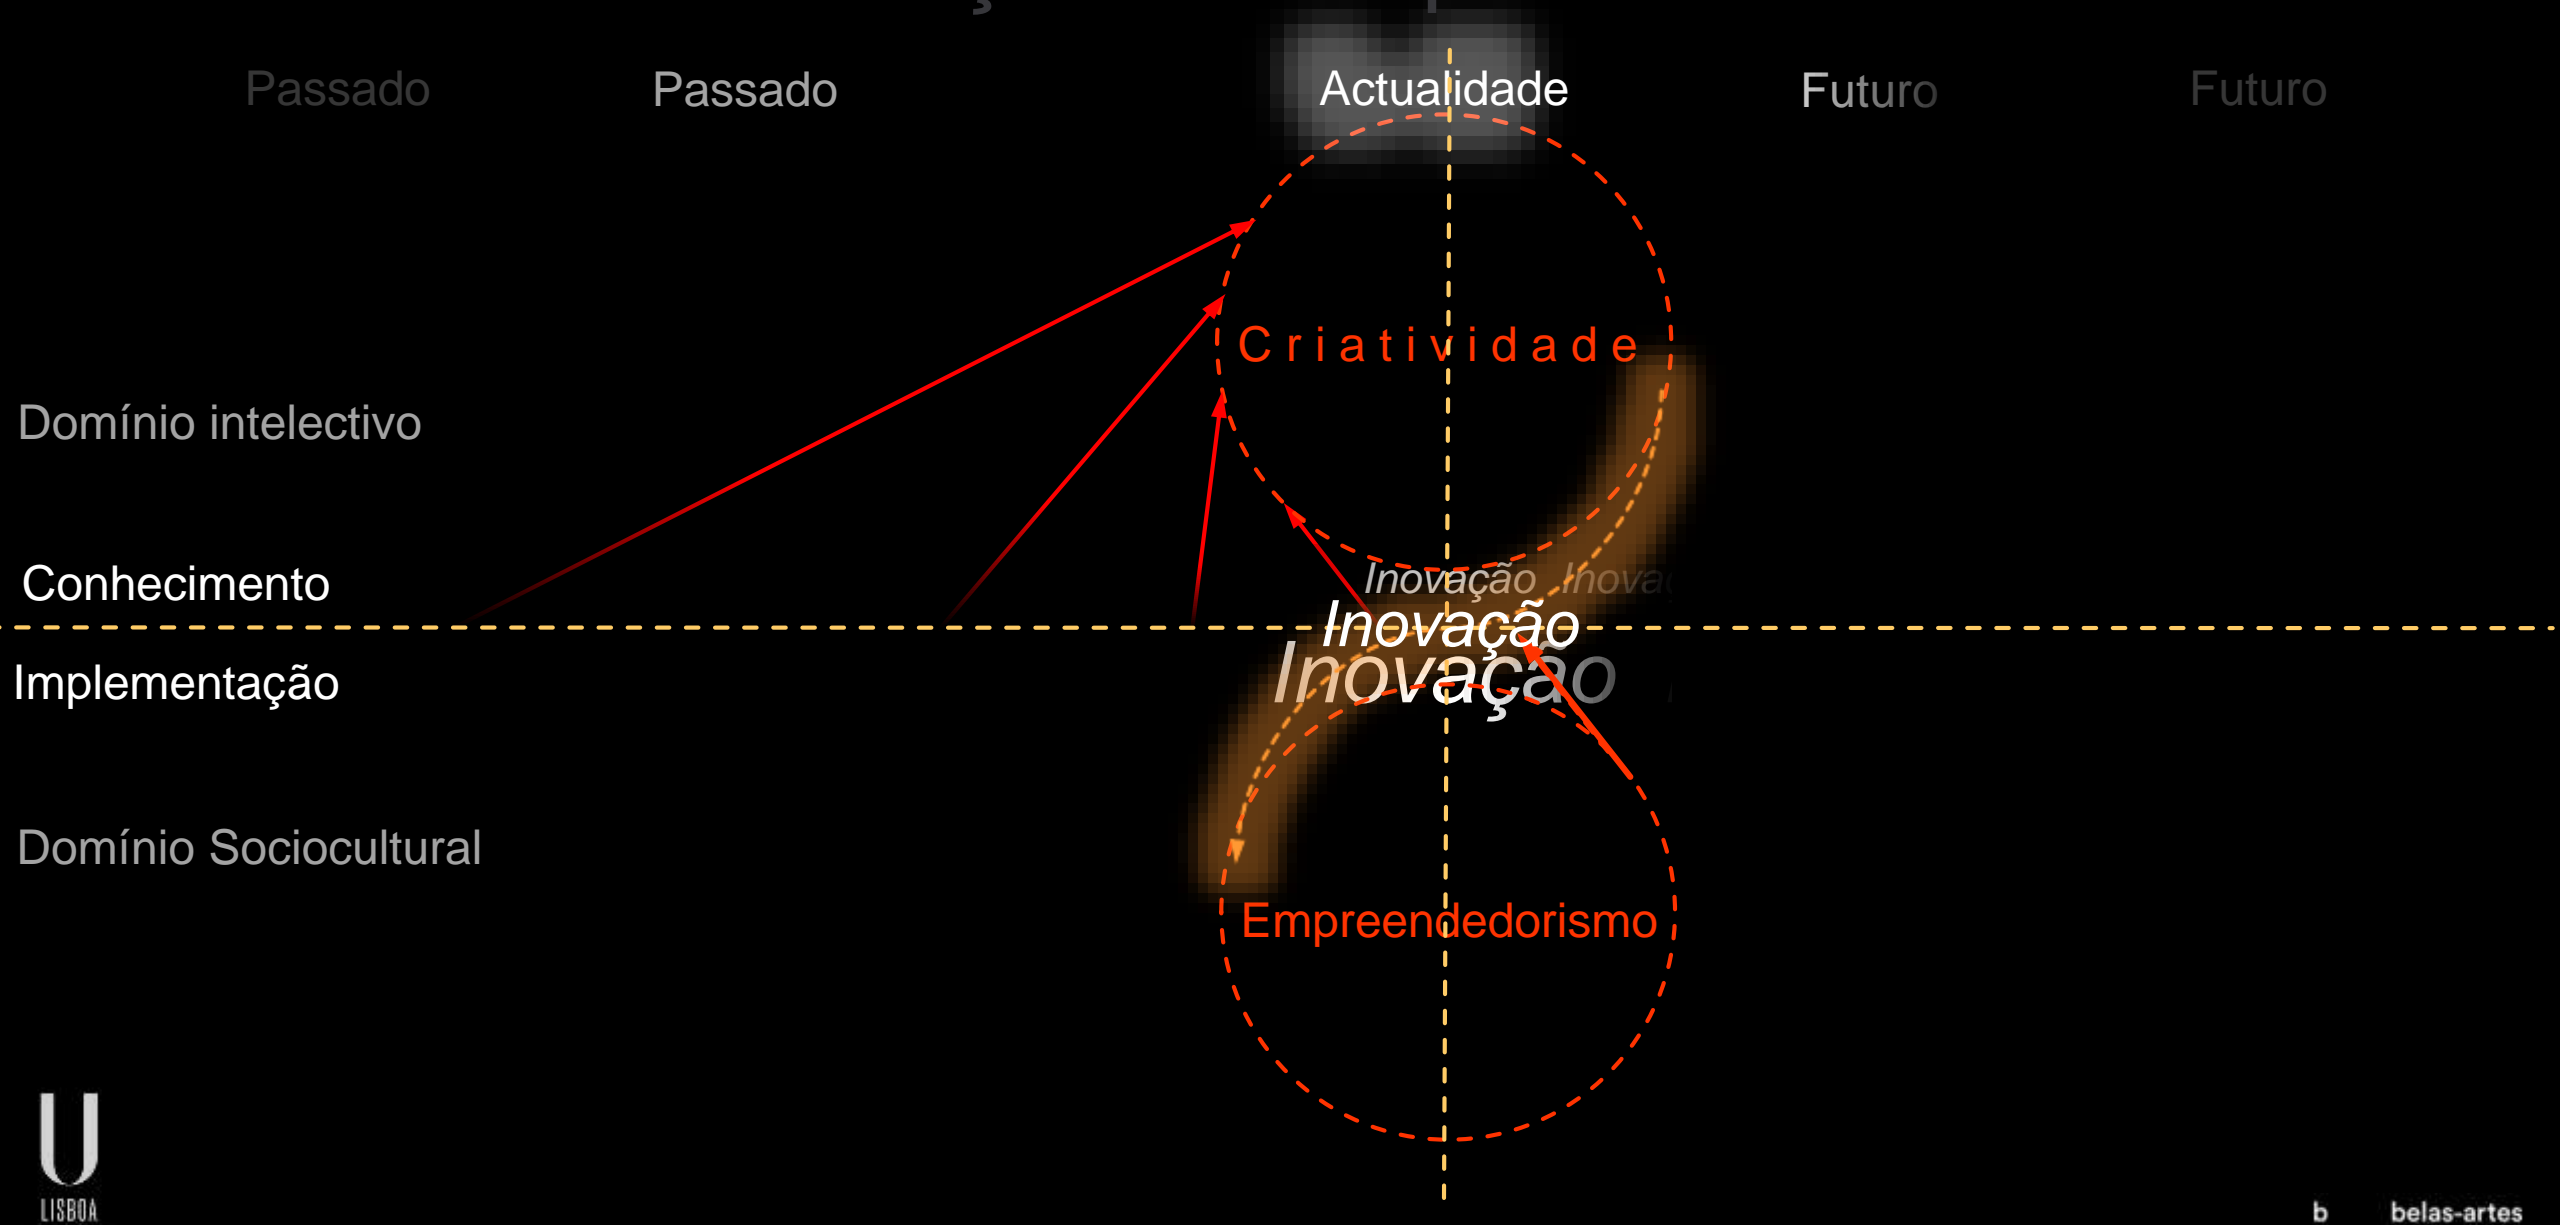 Passado Passado Actualidade Futuro Futuro
Criatividade
Domínio intelectivo
Conhecimento
Inovação
Inovação
Inovação
Implementação
Domínio Sociocultural
Empreendedorismo
U
LISBOA
b belas-artes